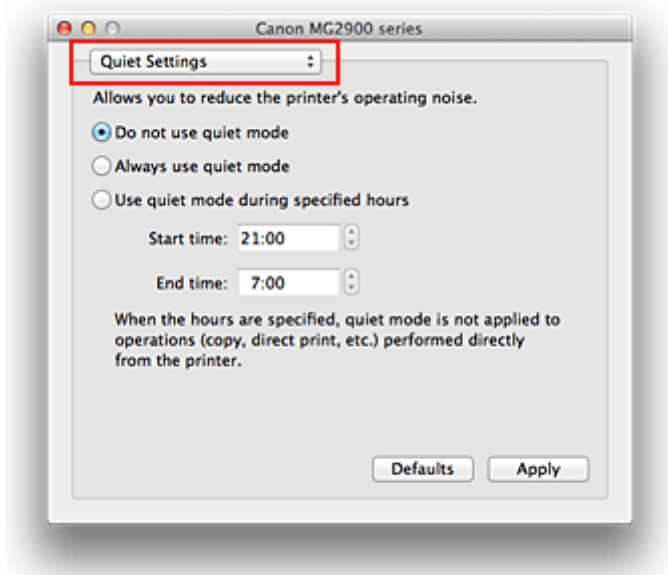 Canon MG2900 series
Quiet Settings
Allows you to reduce the printer's operating noise.
Do not use quiet mode
Always use quiet mode
Use quiet mode during specified hours
Start time: 21:00
End time: 7:00
When the hours are specified, quiet mode is not applied to
operations (copy, direct print, etc.) performed directly
from the printer.
Defaults Apply